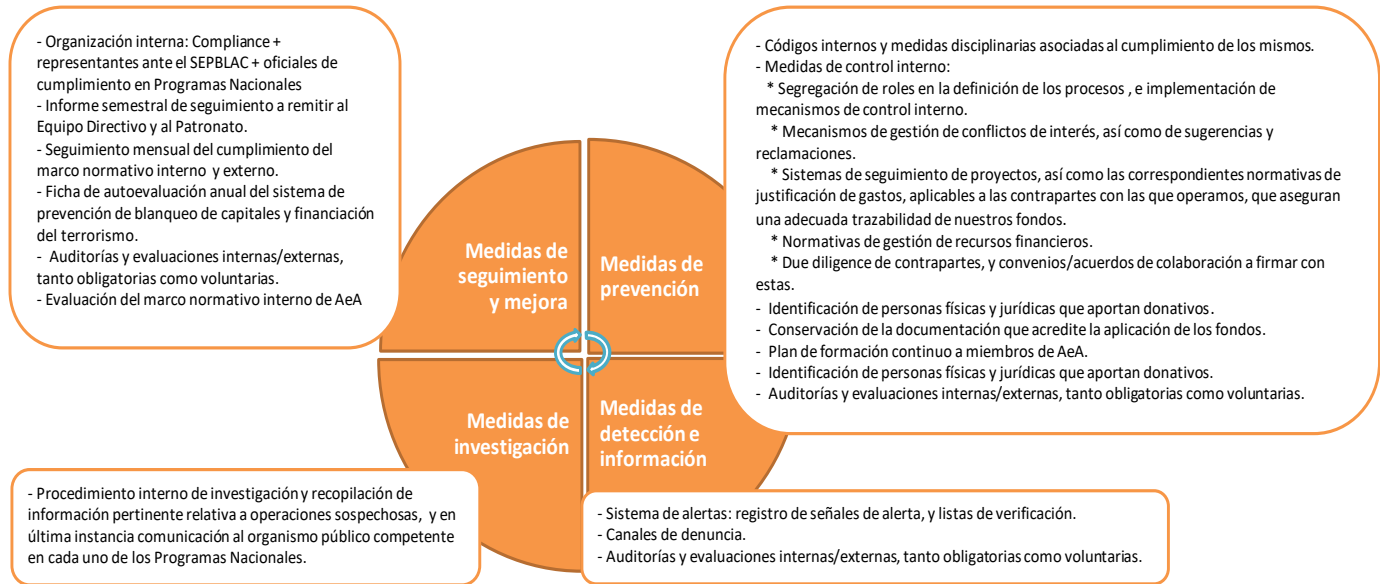 - Organización interna: Compliance +
representantes ante el SEPBLAC + oficiales de
cumplimiento en Programas Nacionales
- Informe semestral de seguimiento a remitir al
Equipo Directivo y al Patronato.
- Seguimiento mensual del cumplimiento del
marco normativo interno y externo.
- Ficha de autoevaluación anual del sistema de
prevención de blanqueo de capitales y financiación
del terrorismo.
- Auditorías y evaluaciones internas/externas,
tanto obligatorias como voluntarias.
- Evaluación del marco normativo interno de AeA
- Códigos internos y medidas disciplinarias asociadas al cumplimiento de los mismos.
- Medidas de control interno:
* Segregación de roles en la definición de los procesos , e implementación de
mecanismos de control interno.
* Mecanismos de gestión de conflictos de interés, así como de sugerencias y
reclamaciones.
* Sistemas de seguimiento de proyectos, así como las correspondientes normativas de
justificación de gastos, aplicables a las contrapartes con las que operamos, que aseguran
una adecuada trazabilidad de nuestros fondos.
* Normativas de gestión de recursos financieros.
* Due diligence de contrapartes, y convenios/acuerdos de colaboración a firmar con
estas.
- Identificación de personas físicas y jurídicas que aportan donativos.
- Conservación de la documentación que acredite la aplicación de los fondos.
- Plan de formación continuo a miembros de AeA.
- Identificación de personas físicas y jurídicas que aportan donativos.
- Auditorías y evaluaciones internas/externas, tanto obligatorias como voluntarias.
Medidas de
seguimiento
y mejora
Medidas de
prevención
Medidas de
investigación
Medidas de
detección e
información
- Procedimiento interno de investigación y recopilación de
información pertinente relativa a operaciones sospechosas, y en
última instancia comunicación al organismo público competente
en cada uno de los Programas Nacionales.
- Sistema de alertas: registro de señales de alerta, y listas de verificación.
- Canales de denuncia.
- Auditorías y evaluaciones internas/externas, tanto obligatorias como voluntarias.